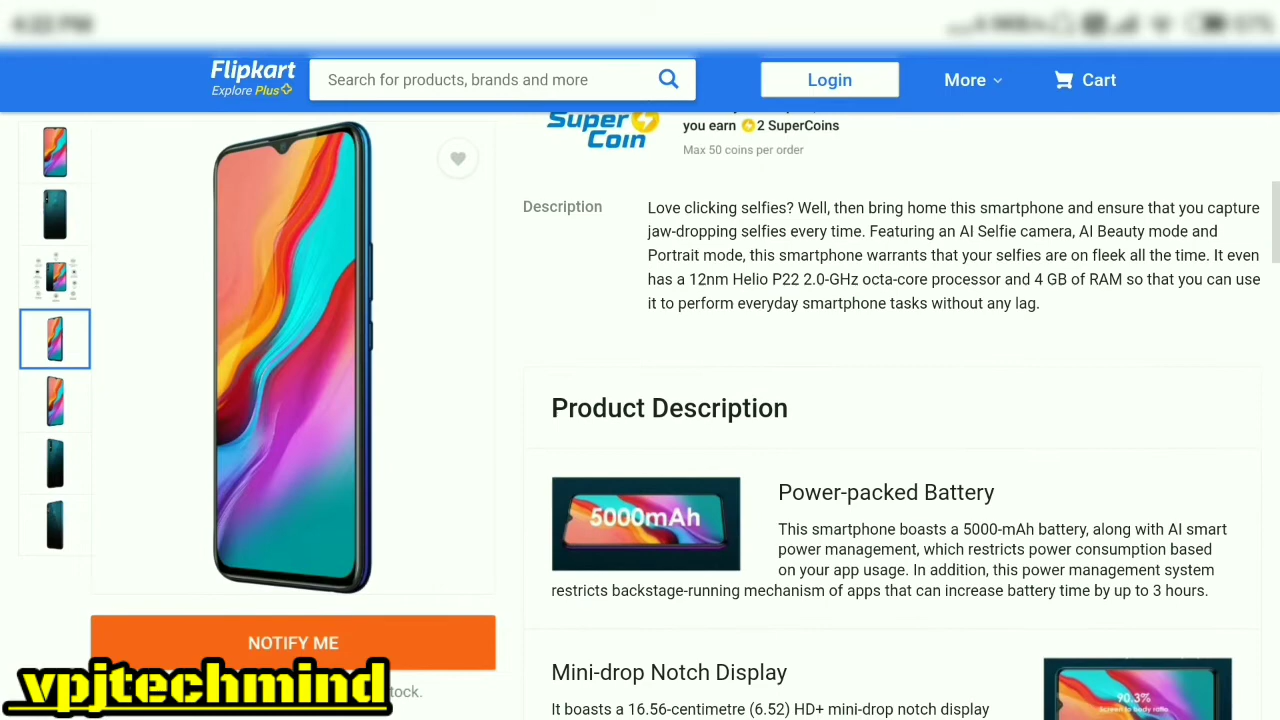 Flipkart
Explore Plus
Search for products, brands and more
Login
More
Cart
Super
Coin
you earn 2 SuperCoins
Max 50 coins per order
Description
Love clicking selfies? Well, then bring home this smartphone and ensure that you capture
jaw-dropping selfies every time. Featuring an AI Selfie camera, AI Beauty mode and
Portrait mode, this smartphone warrants that your selfies are on fleek all the time. It even
has a 12nm Helio P22 2.0-GHz octa-core processor and 4 GB of RAM so that you can use
it to perform everyday smartphone tasks without any lag.
Product Description
5000mAh
Power-packed Battery
This smartphone boasts a 5000-mAh battery, along with AI smart
power management, which restricts power consumption based
on your app usage. In addition, this power management system
restricts backstage-running mechanism of apps that can increase battery time by up to 3 hours.
NOTIFY ME
tock.
vpjtechmind
Mini-drop Notch Display
It boasts a 16.56-centimetre (6.52) HD+ mini-drop notch display
90.3%
Screen to body ratio